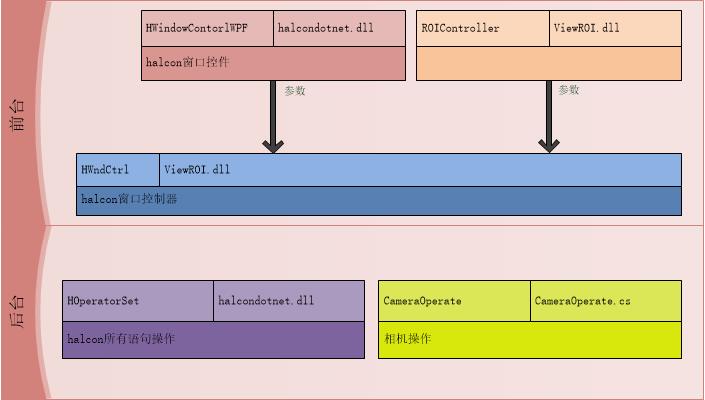 前台
HWindowContorlWPF halcondotnet.dll
halcon窗口控件
ROIController ViewROI.dll
参数
参数
HWndCtrl ViewROI.dll
halcon窗口控制器
后台
HOperatorSet halcondotnet.dll
halcon所有语句操作
CameraOperate CameraOperate.cs
相机操作